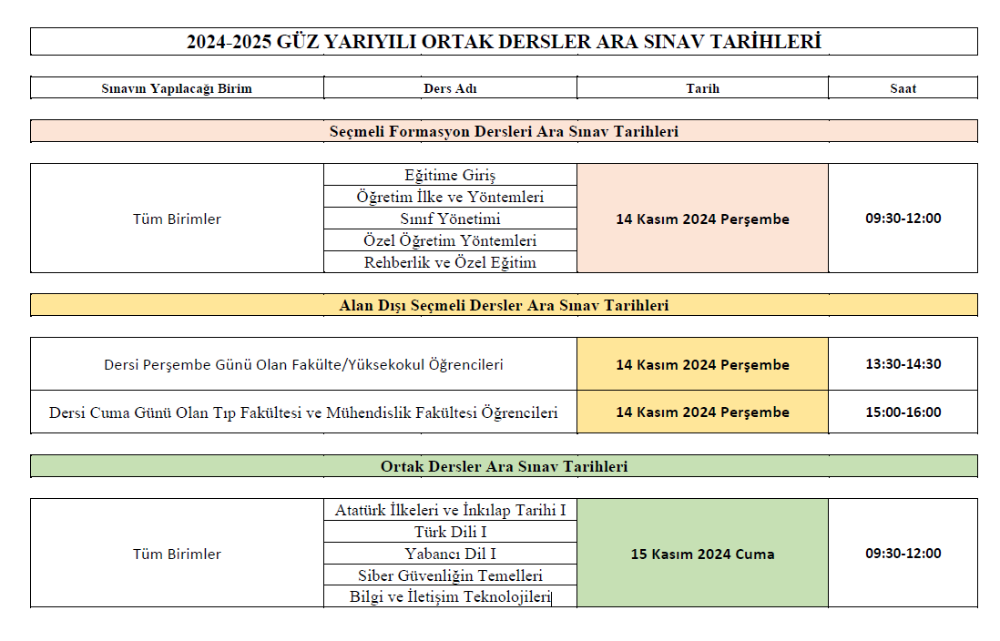 2024-2025 GÜZ YARIYILI ORTAK DERSLER ARA SINAV TARİHLERİ
Sınavın Yapılacağı Birim Ders Adı Tarih Saat
Seçmeli Formasyon Dersleri Ara Sınav Tarihleri
Eğitime Giriş
Öğretim İlke ve Yöntemleri
Tüm Birimler Sınıf Yönetimi 14 Kasım 2024 Perşembe 09:30-12:00
Özel Öğretim Yöntemleri
Rehberlik ve Özel Eğitim
Alan Dışı Seçmeli Dersler Ara Sınav Tarihleri
Dersi Perşembe Günü Olan Fakülte/Yüksekokul Öğrencileri 14 Kasım 2024 Perşembe 13:30-14:30
Dersi Cuma Günü Olan Tıp Fakültesi ve Mühendislik Fakültesi Öğrencileri 14 Kasım 2024 Perşembe 15:00-16:00
Ortak Dersler Ara Sınav Tarihleri
Atatürk İlkeleri ve İnkılap Tarihi I
Türk Dili I
Tüm Birimler Yabancı Dil I 15 Kasım 2024 Cuma 09:30-12:00
Siber Güvenliğin Temelleri
Bilgi ve İletişim Teknolojileri